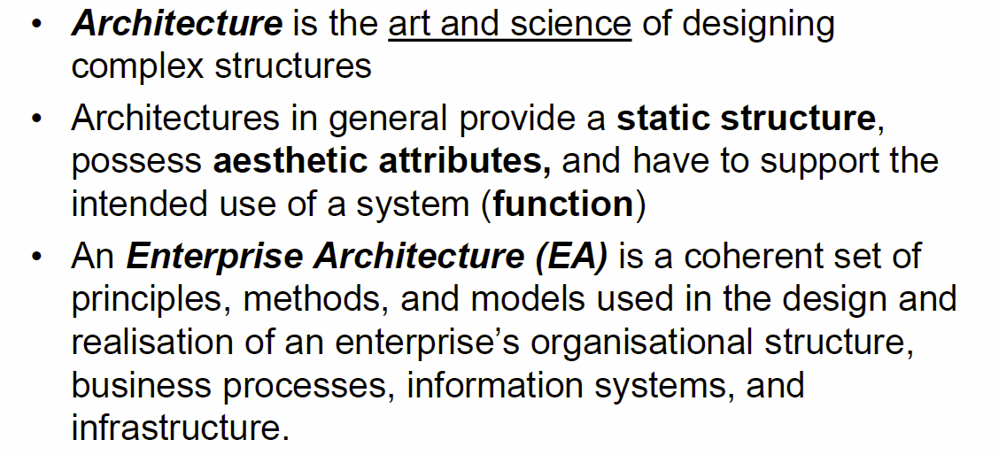 • Architecture is the art and science of designing
complex structures
• Architectures in general provide a static structure,
possess aesthetic attributes, and have to support the
intended use of a system (function)
• An Enterprise Architecture (EA) is a coherent set of
principles, methods, and models used in the design and
realisation of an enterprise’s organisational structure,
business processes, information systems, and
infrastructure.